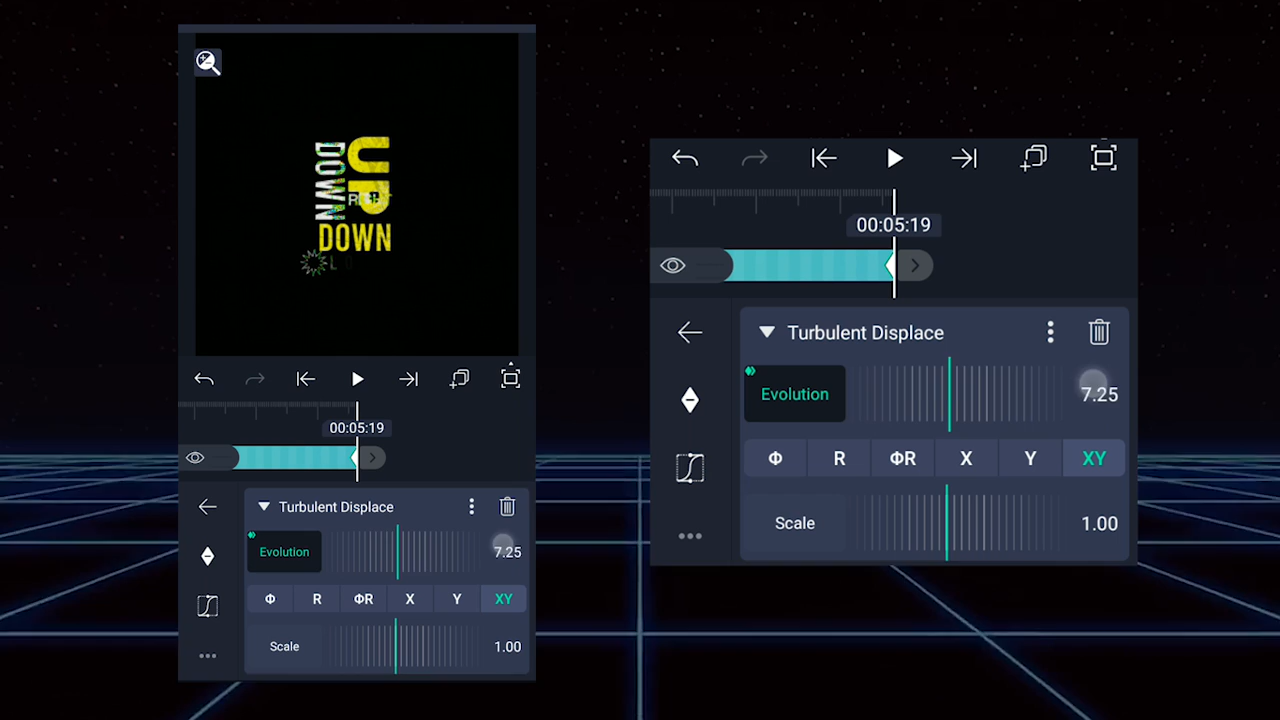 UP
DOWN
RIGHT
DOWN
L O
00:05:19
Turbulent Displace
Evolution
7.25
Φ R ΦR X Y XY
Scale
1.00
00:05:19
Turbulent Displace
Evolution
7.25
Φ R ΦR X Y XY
Scale
1.00